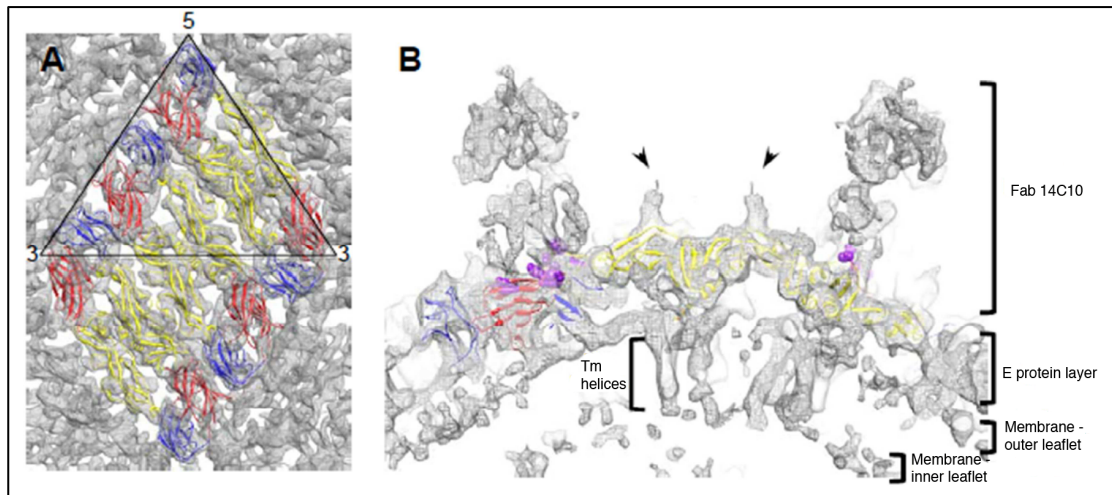 A
5
3
3
B
Fab 14C10
Tm
helices
E protein layer
Membrane -
outer leaflet
Membrane -
inner leaflet